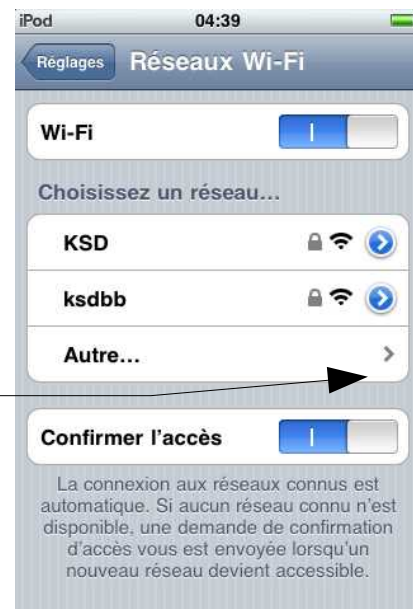 iPod 04:39
Réglages Réseaux Wi-Fi
Wi-Fi
Choisissez un réseau...
KSD
ksdbb
Autre...
Confirmer l'accès
La connexion aux réseaux connus est
automatique. Si aucun réseau connu n'est
disponible, une demande de confirmation
d'accès vous est envoyée lorsqu'un
nouveau réseau devient accessible.